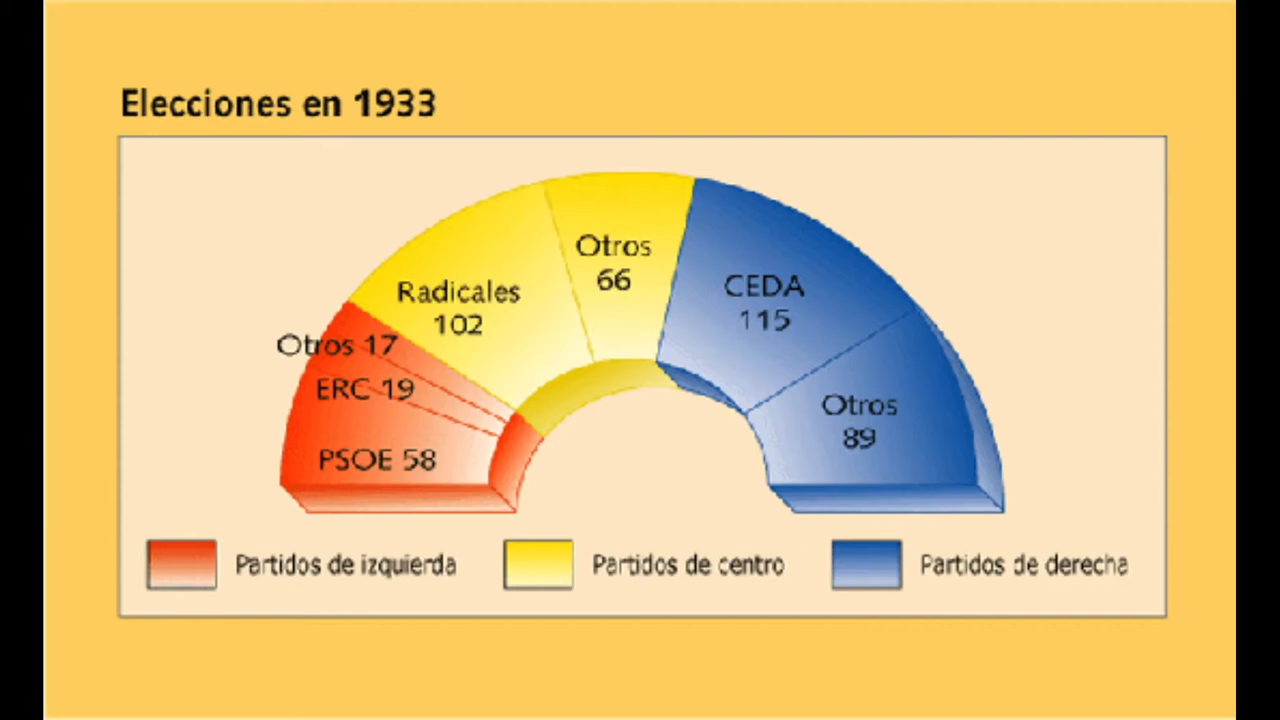 Elecciones en 1933
Otros
66
CEDA
115
Radicales
102
Otros 17
ERC 19
Otros
89
PSOE 58
Partidos de izquierda
Partidos de centro
Partidos de derecha